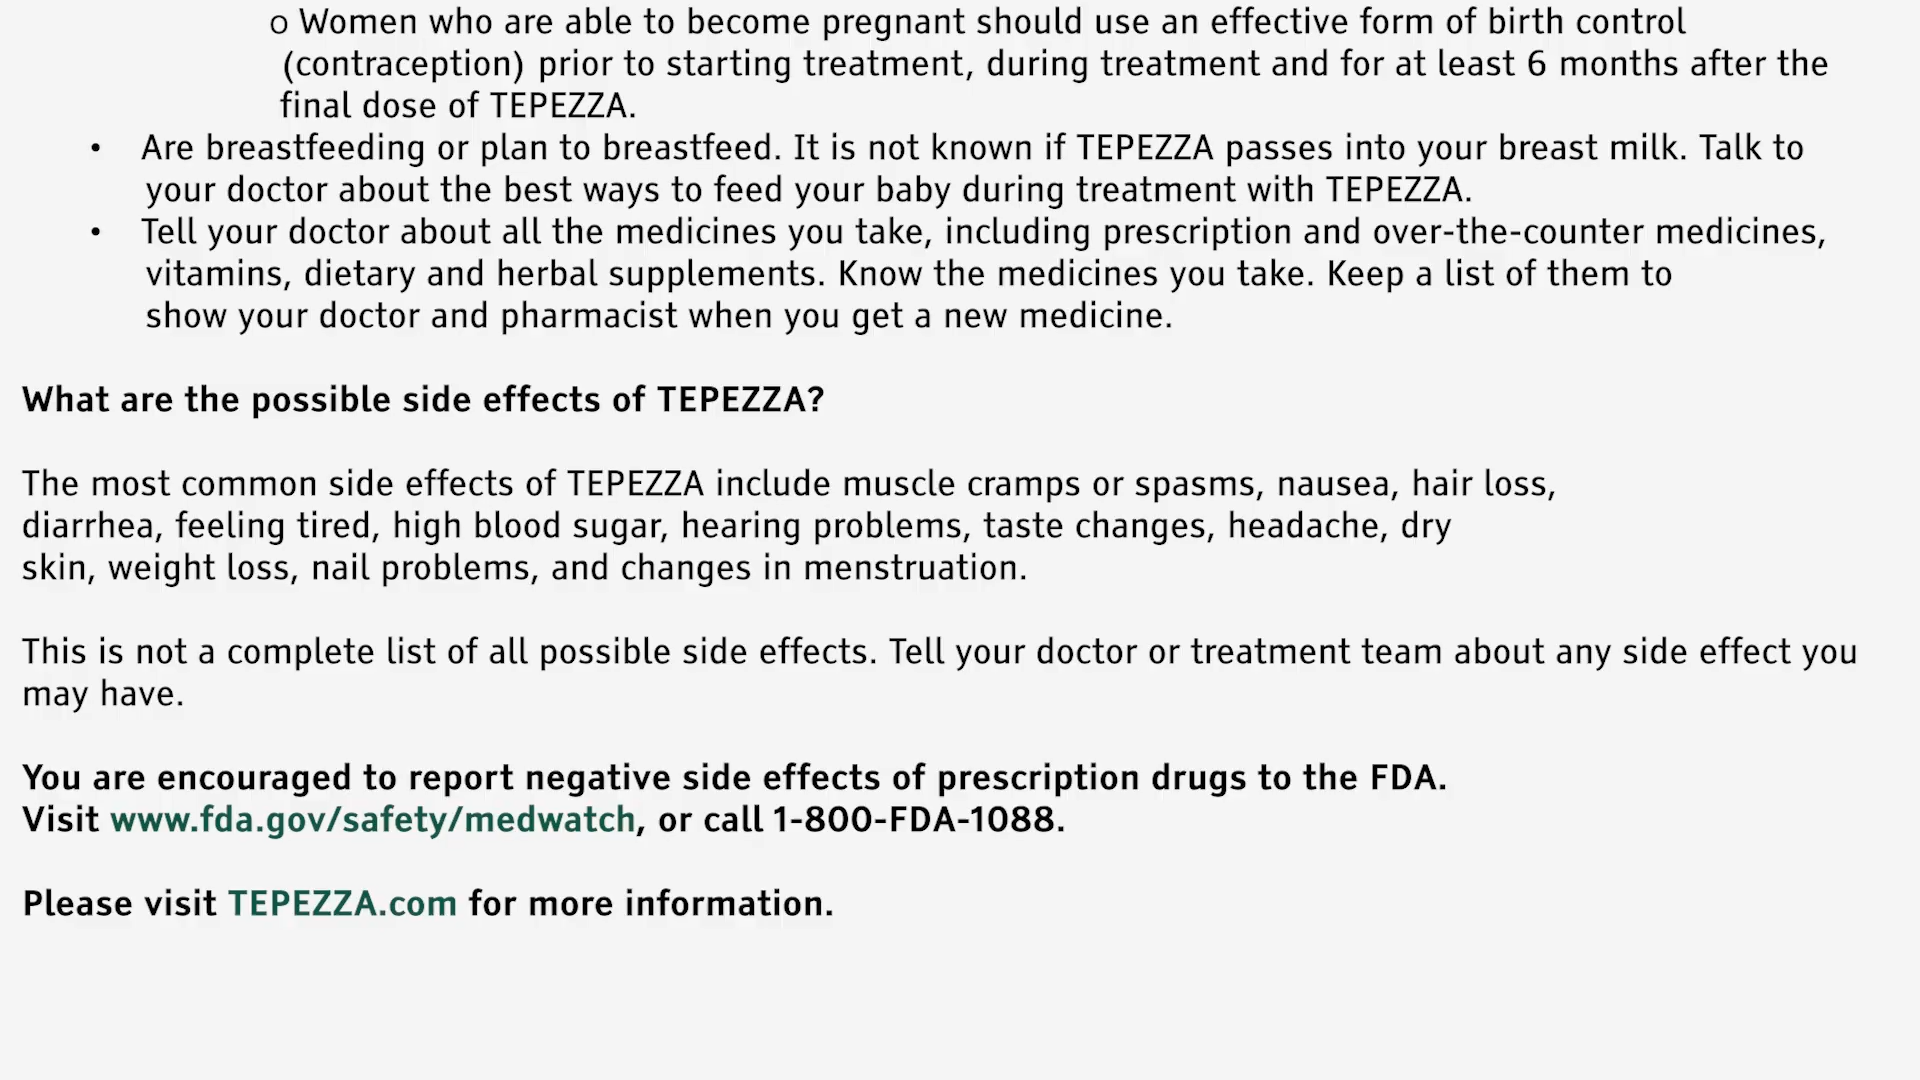 o Women who are able to become pregnant should use an effective form of birth control
(contraception) prior to starting treatment, during treatment and for at least 6 months after the
final dose of TEPEZZA.
• Are breastfeeding or plan to breastfeed. It is not known if TEPEZZA passes into your breast milk. Talk to
your doctor about the best ways to feed your baby during treatment with TEPEZZA.
• Tell your doctor about all the medicines you take, including prescription and over-the-counter medicines,
vitamins, dietary and herbal supplements. Know the medicines you take. Keep a list of them to
show your doctor and pharmacist when you get a new medicine.
What are the possible side effects of TEPEZZA?
The most common side effects of TEPEZZA include muscle cramps or spasms, nausea, hair loss,
diarrhea, feeling tired, high blood sugar, hearing problems, taste changes, headache, dry
skin, weight loss, nail problems, and changes in menstruation.
This is not a complete list of all possible side effects. Tell your doctor or treatment team about any side effect you
may have.
You are encouraged to report negative side effects of prescription drugs to the FDA.
Visit www.fda.gov/safety/medwatch, or call 1-800-FDA-1088.
Please visit TEPEZZA.com for more information.